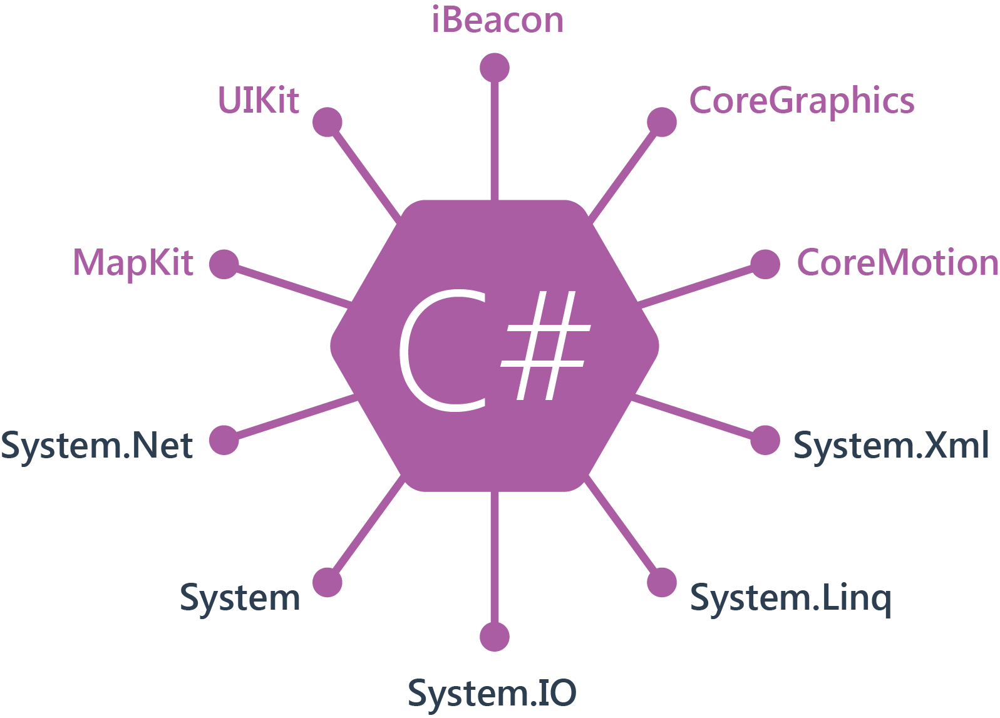 iBeacon
UIKit
CoreGraphics
MapKit
CoreMotion
C#
System.Net
System.Xml
System
System.Linq
System.IO